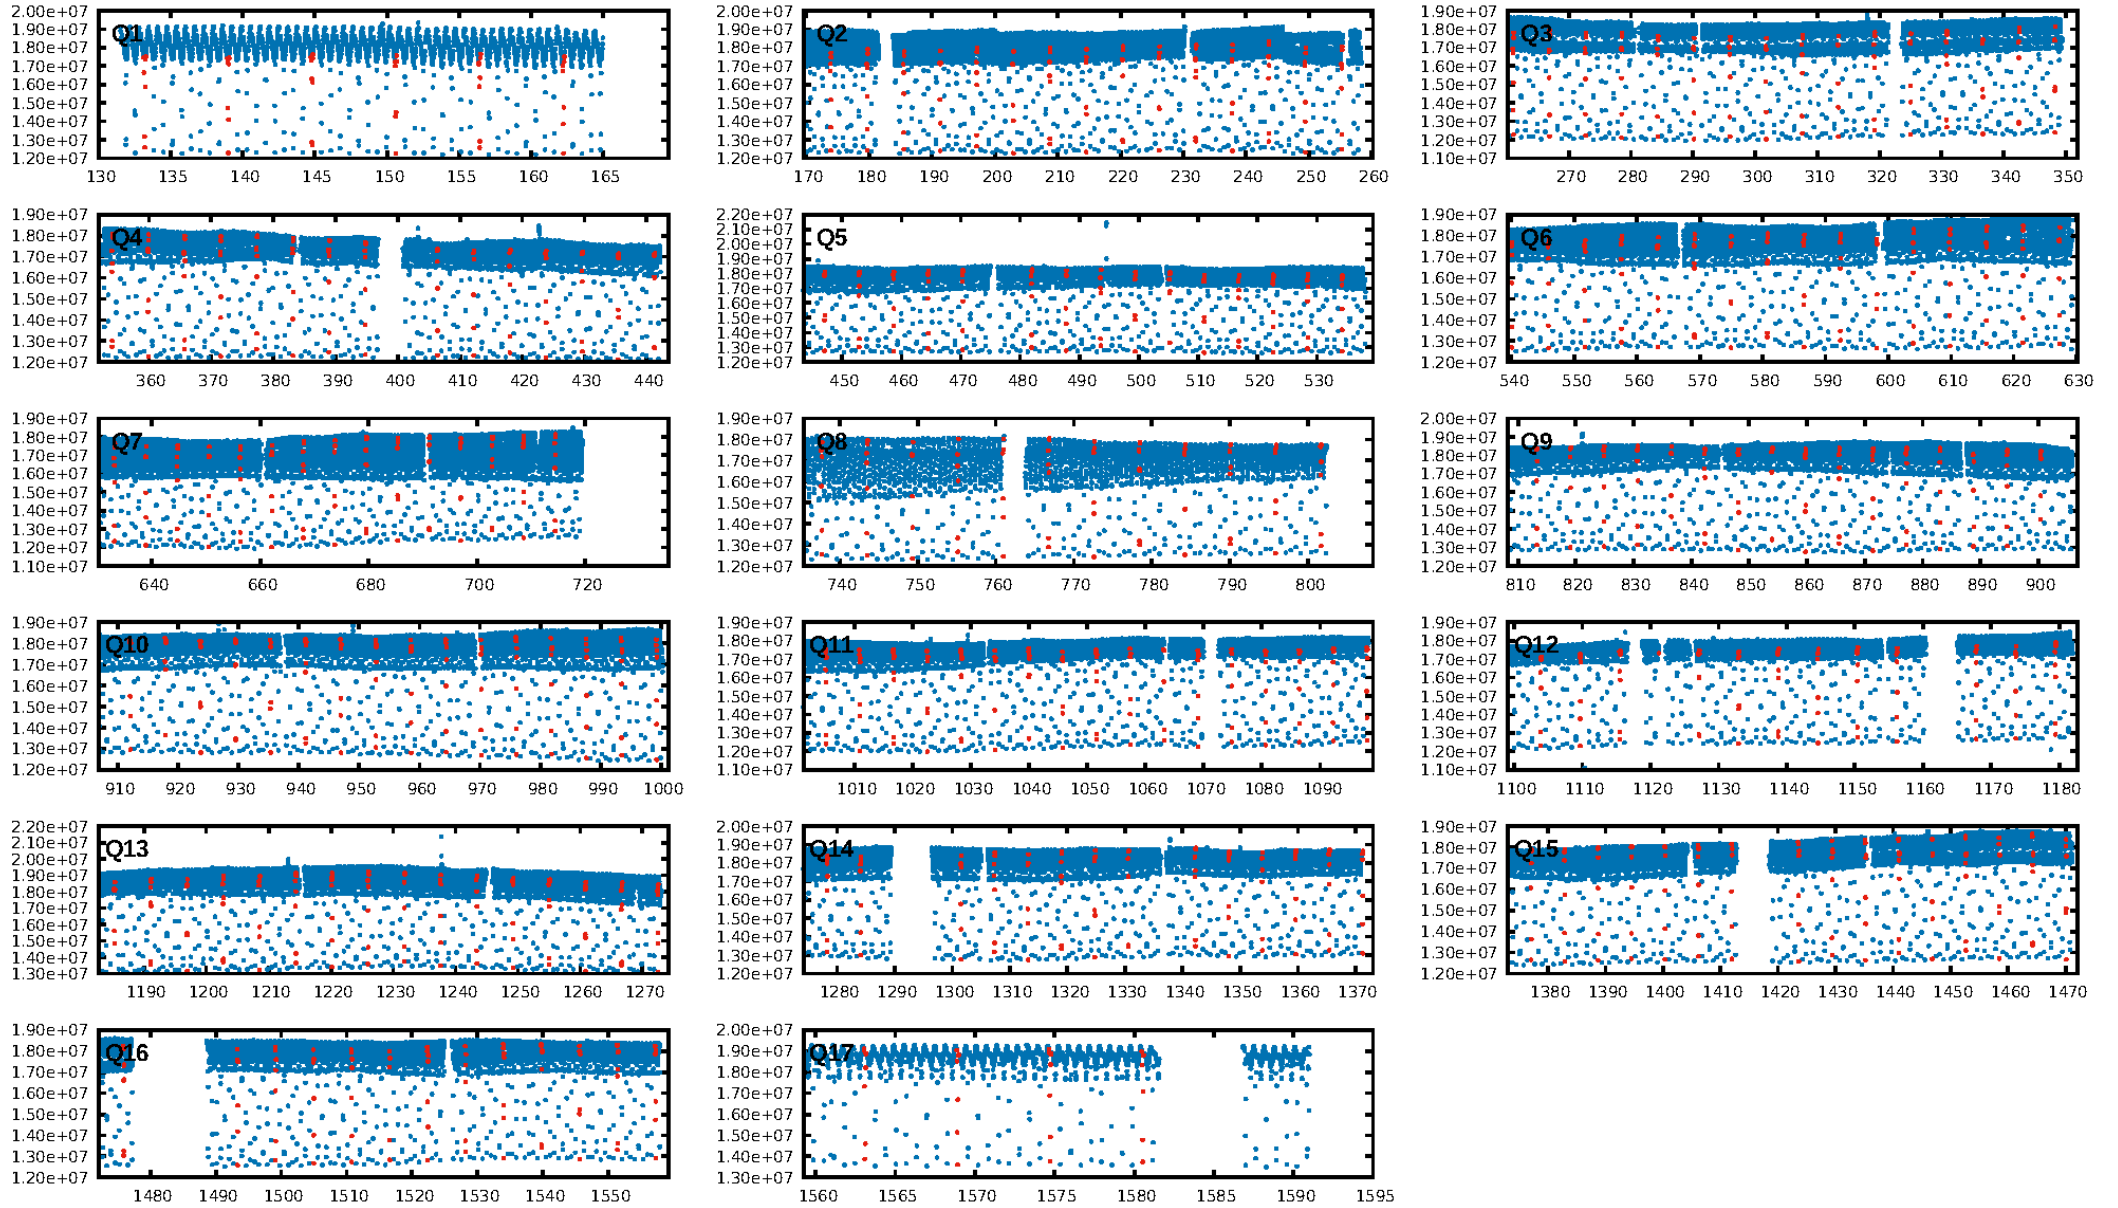 Q1
2.00e+07
1.90e+07
1.80e+07
1.70e+07
1.60e+07
1.50e+07
1.40e+07
1.30e+07
1.20e+07
130 135 140 145 150 155 160 165
Q2
2.00e+07
1.90e+07
1.80e+07
1.70e+07
1.60e+07
1.50e+07
1.40e+07
1.30e+07
1.20e+07
170 180 190 200 210 220 230 240 250 260
Q3
1.90e+07
1.80e+07
1.70e+07
1.60e+07
1.50e+07
1.40e+07
1.30e+07
1.20e+07
1.10e+07
270 280 290 300 310 320 330 340 350
Q4
1.90e+07
1.80e+07
1.70e+07
1.60e+07
1.50e+07
1.40e+07
1.30e+07
1.20e+07
360 370 380 390 400 410 420 430 440
Q5
2.20e+07
2.10e+07
2.00e+07
1.90e+07
1.80e+07
1.70e+07
1.60e+07
1.50e+07
1.40e+07
1.30e+07
1.20e+07
450 460 470 480 490 500 510 520 530
Q6
1.90e+07
1.80e+07
1.70e+07
1.60e+07
1.50e+07
1.40e+07
1.30e+07
1.20e+07
540 550 560 570 580 590 600 610 620 630
Q7
1.90e+07
1.80e+07
1.70e+07
1.60e+07
1.50e+07
1.40e+07
1.30e+07
1.20e+07
1.10e+07
640 660 680 700 720
Q8
1.90e+07
1.80e+07
1.70e+07
1.60e+07
1.50e+07
1.40e+07
1.30e+07
1.20e+07
740 750 760 770 780 790 800
Q9
2.00e+07
1.90e+07
1.80e+07
1.70e+07
1.60e+07
1.50e+07
1.40e+07
1.30e+07
1.20e+07
810 820 830 840 850 860 870 880 890 900
Q10
1.90e+07
1.80e+07
1.70e+07
1.60e+07
1.50e+07
1.40e+07
1.30e+07
1.20e+07
910 920 930 940 950 960 970 980 990 1000
Q11
1.90e+07
1.80e+07
1.70e+07
1.60e+07
1.50e+07
1.40e+07
1.30e+07
1.20e+07
1.10e+07
1010 1020 1030 1040 1050 1060 1070 1080 1090
Q12
1.90e+07
1.80e+07
1.70e+07
1.60e+07
1.50e+07
1.40e+07
1.30e+07
1.20e+07
1.10e+07
1100 1110 1120 1130 1140 1150 1160 1170 1180
Q13
2.20e+07
2.10e+07
2.00e+07
1.90e+07
1.80e+07
1.70e+07
1.60e+07
1.50e+07
1.40e+07
1.30e+07
1190 1200 1210 1220 1230 1240 1250 1260 1270
Q14
2.00e+07
1.90e+07
1.80e+07
1.70e+07
1.60e+07
1.50e+07
1.40e+07
1.30e+07
1.20e+07
1280 1290 1300 1310 1320 1330 1340 1350 1360 1370
Q15
1.90e+07
1.80e+07
1.70e+07
1.60e+07
1.50e+07
1.40e+07
1.30e+07
1.20e+07
1380 1390 1400 1410 1420 1430 1440 1450 1460 1470
Q16
1.90e+07
1.80e+07
1.70e+07
1.60e+07
1.50e+07
1.40e+07
1.30e+07
1.20e+07
1480 1490 1500 1510 1520 1530 1540 1550
Q17
2.00e+07
1.90e+07
1.80e+07
1.70e+07
1.60e+07
1.50e+07
1.40e+07
1.30e+07
1560 1565 1570 1575 1580 1585 1590 1595